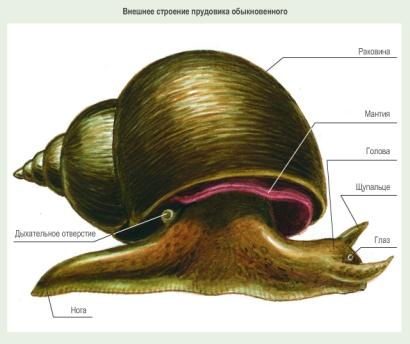 Внешнее строение прудовика обыкновенного
Раковина
Мантия
Голова
Щупальце
Глаз
Дыхательное отверстие
Нога